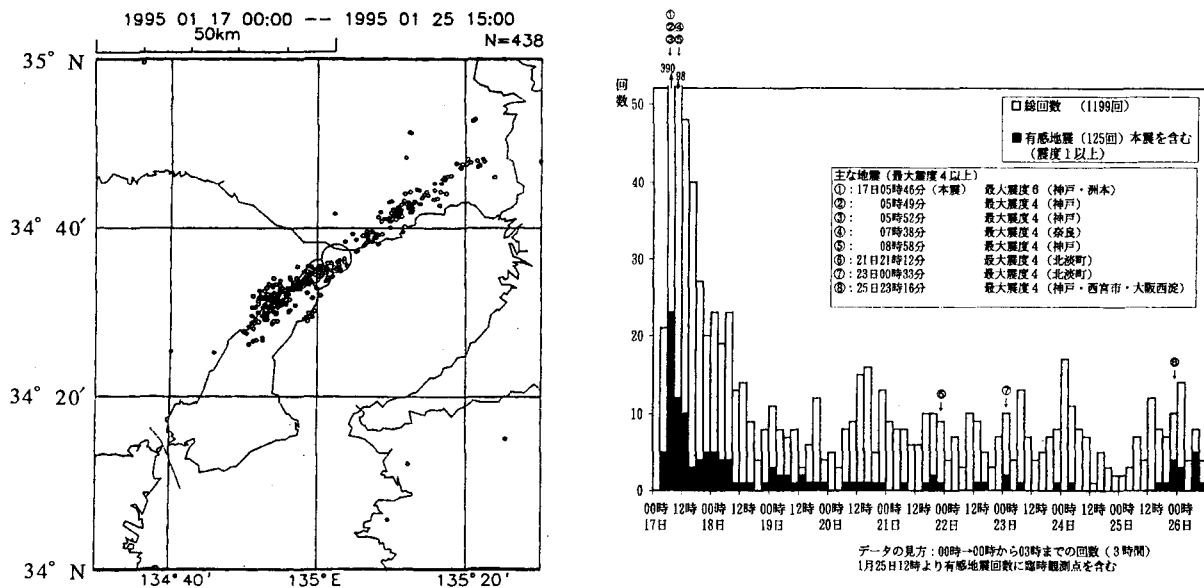 1995 01 17 00:00 -- 1995 01 25 15:00
50km
N=438
35° N
34° 40′
34° 20′
34° N
134° 40′
135° E
135° 20′
①
②④
③⑤
390
98
回数
50
40
30
20
10
0
□総回数 (1199回)
■有感地震(125回)本震を含む
(震度1以上)
主な地震(最大震度4以上)
①:17日05時46分(本震) 最大震度6(神戸・洲本)
②: 05時49分 最大震度4(神戸)
③: 05時52分 最大震度4(神戸)
④: 07時38分 最大震度4(奈良)
⑤: 08時58分 最大震度4(神戸)
⑥:21日21時12分 最大震度4(北淡町)
⑦:23日00時33分 最大震度4(北淡町)
⑧:25日23時16分 最大震度4(神戸・西宮市・大阪西淀)
⑥
⑦
⑧
00時 12時 00時 12時 00時 12時 00時 12時 00時 12時 00時 12時 00時 12時 00時 12時 00時 12時 00時
17日 18日 19日 20日 21日 22日 23日 24日 25日 26日
データの見方:00時→00時から03時までの回数(3時間)
1月25日12時より有感地震回数に臨時観測点を含む